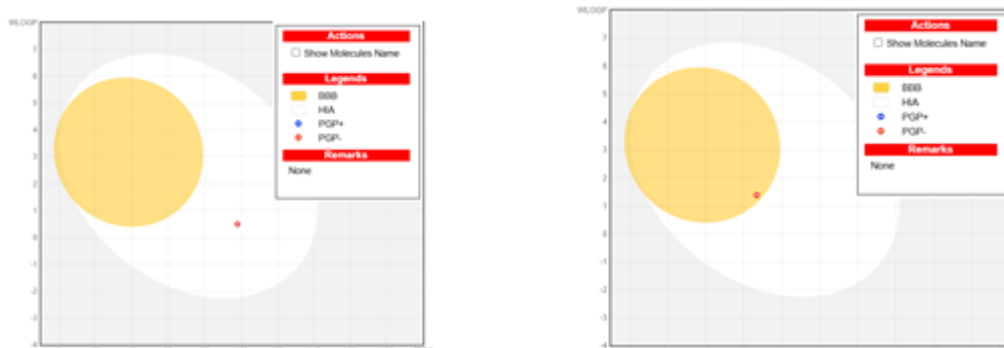 WLOGP
7
6
5
4
3
2
1
0
-1
-2
-3
-4
Actions
Show Molecules Name
Legends
BBB
HIA
PGP+
PGP-
Remarks
None
7
6
5
4
3
2
1
0
-1
-2
-3
-4
Actions
Show Molecules Name
Legends
BBB
HIA
PGP+
PGP-
Remarks
None